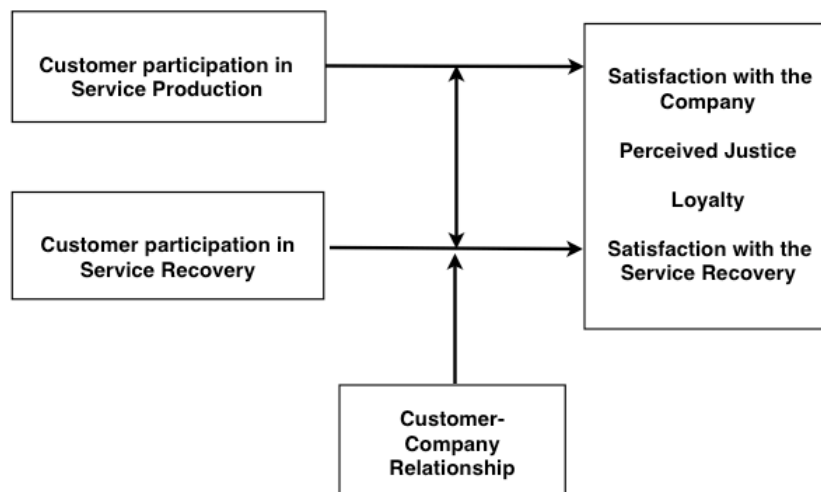 Customer participation in
Service Production
Satisfaction with the
Company
Perceived Justice
Loyalty
Satisfaction with the
Service Recovery
Customer participation in
Service Recovery
Customer-
Company
Relationship